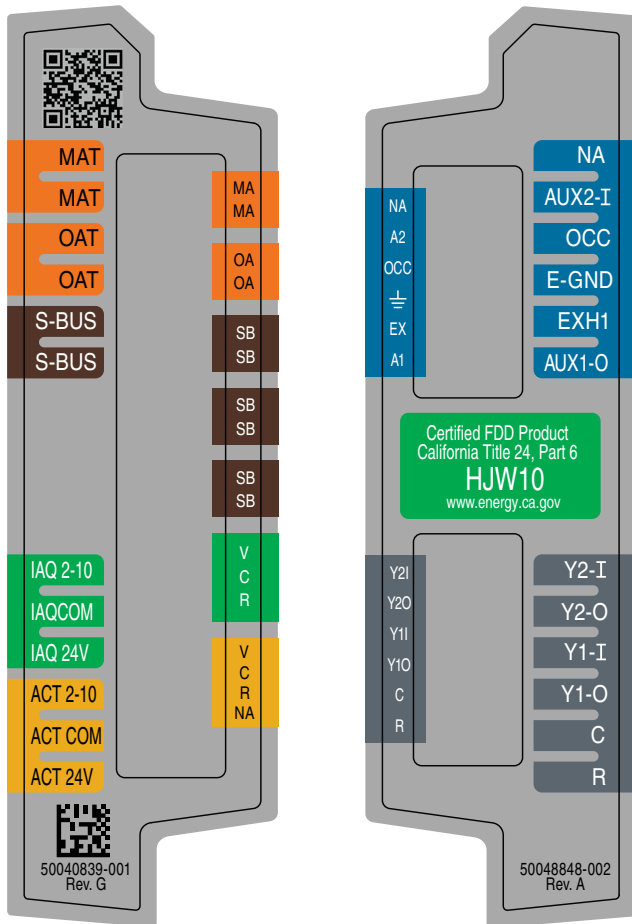 MAT
MAT
OAT
OAT
S-BUS
S-BUS
IAQ 2-10
IAQCOM
IAQ 24V
ACT 2-10
ACT COM
ACT 24V
MA
MA
OA
OA
SB
SB
SB
SB
SB
SB
V
C
R
V
C
R
NA
50040839-001
Rev. G
NA
A2
OCC
EX
A1
NA
AUX2-I
OCC
E-GND
EXH1
AUX1-O
Certified FDD Product
California Title 24, Part 6
HJW10
www.energy.ca.gov
Y2I
Y2O
Y1I
Y1O
C
R
Y2-I
Y2-O
Y1-I
Y1-O
C
R
50048848-002
Rev. A